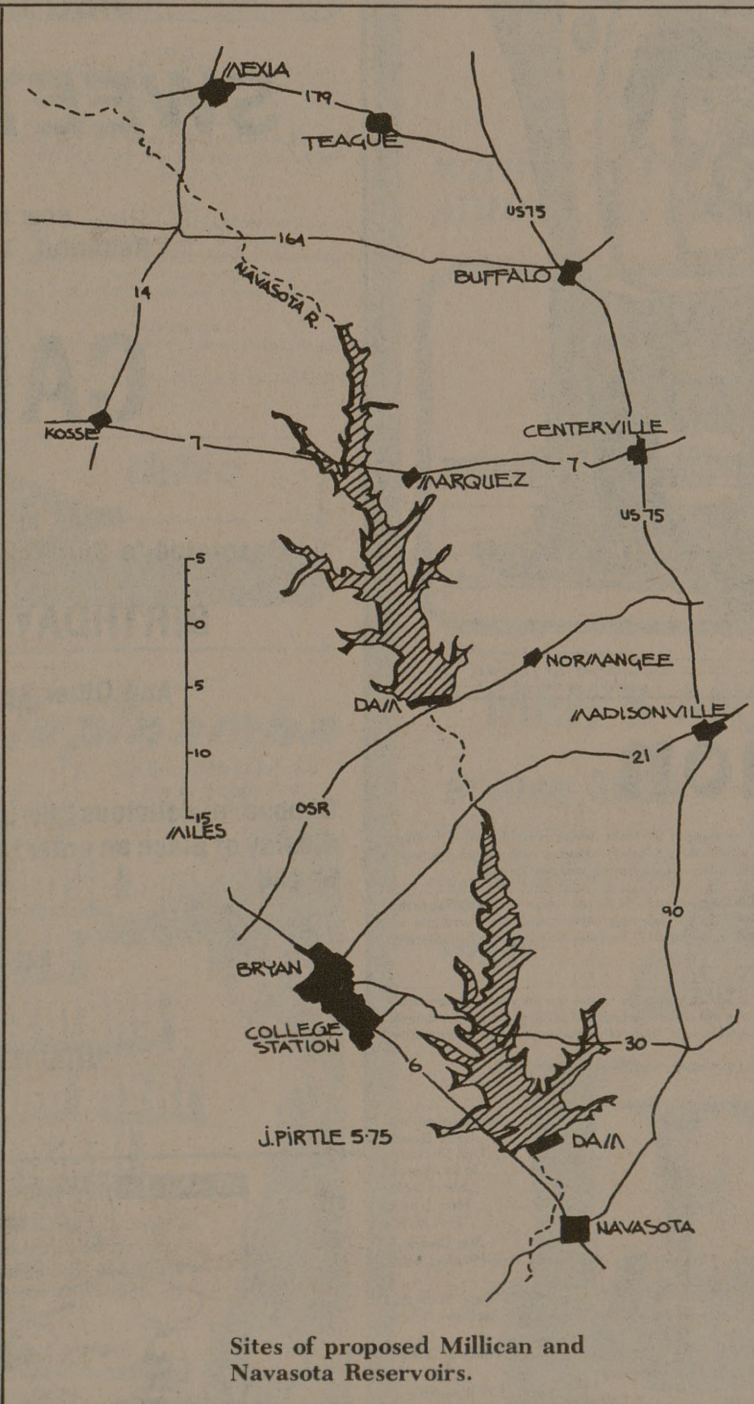 MEXIA
179
TEAGUE
US75
164
BUFFALO
NAVASOTA R.
14
KOSSE
7
CENTERVILLE
MARQUEZ
7
US 75
5
0
5
10
15
MILES
NORMANGEE
DAM
MADISONVILLE
21
OSR
90
BRYAN
COLLEGE
STATION
30
6
J.PIRTLE 5-75
DAM
NAVASOTA
Sites of proposed Millican and
Navasota Reservoirs.